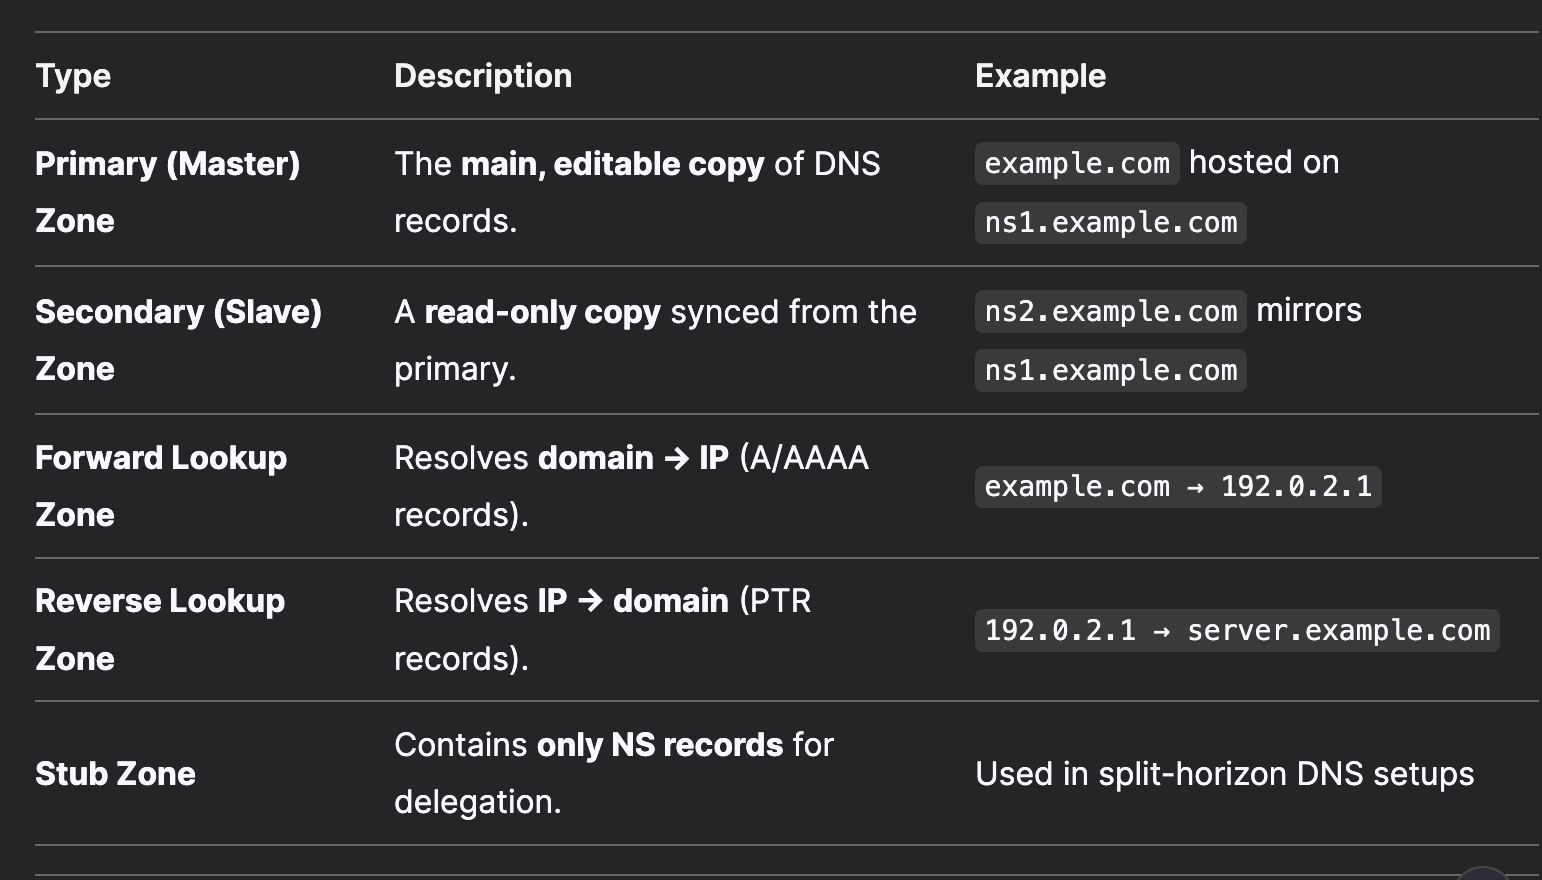 Type Description Example
Primary (Master) The main, editable copy of DNS example.com hosted on
Zone records. ns1.example.com
Secondary (Slave) A read-only copy synced from the ns2.example.com mirrors
Zone primary. ns1.example.com
Forward Lookup Resolves domain → IP (A/AAAA
Zone records).
example.com → 192.0.2.1
Reverse Lookup Resolves IP → domain (PTR
Zone records).
192.0.2.1 → server.example.com
Stub Zone
Contains only NS records for
delegation.
Used in split-horizon DNS setups